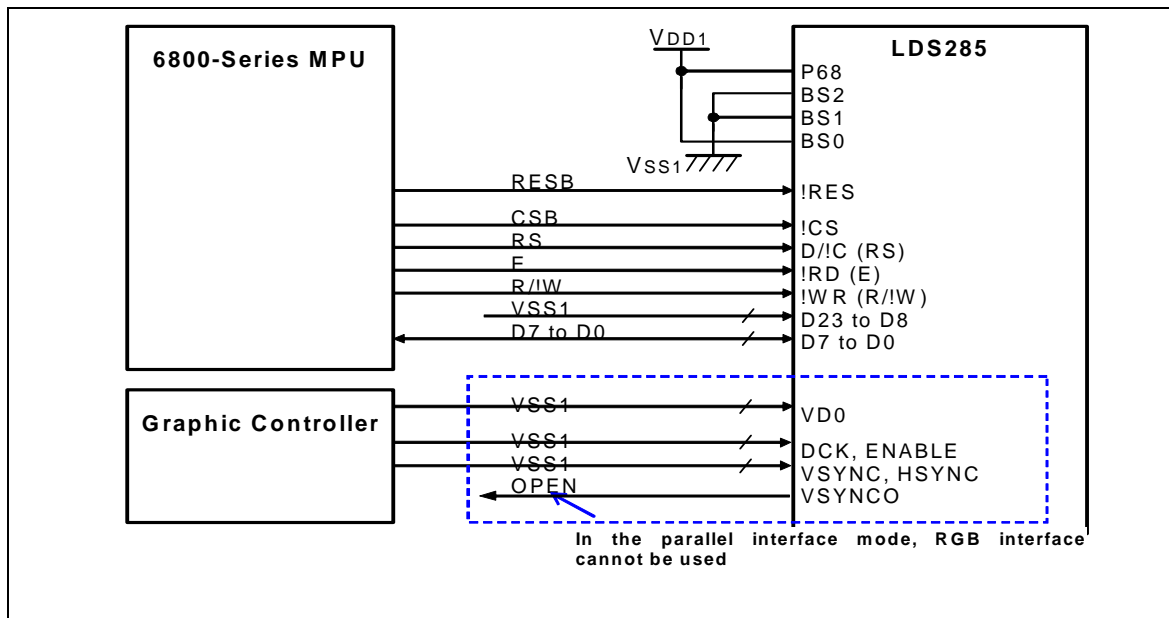 6800-Series MPU
VDD1
LDS285
P68
BS2
BS1
BS0
VSS1
RESB
!RES
CSB
!CS
RS
D/!C (RS)
E
!RD (E)
R/!W
!WR (R/!W)
VSS1
D23 to D8
D7 to D0
D7 to D0
Graphic Controller
VSS1
VD0
VSS1
DCK, ENABLE
VSS1
VSYNC, HSYNC
OPEN
VSYNCO
In the parallel interface mode, RGB interface
cannot be used